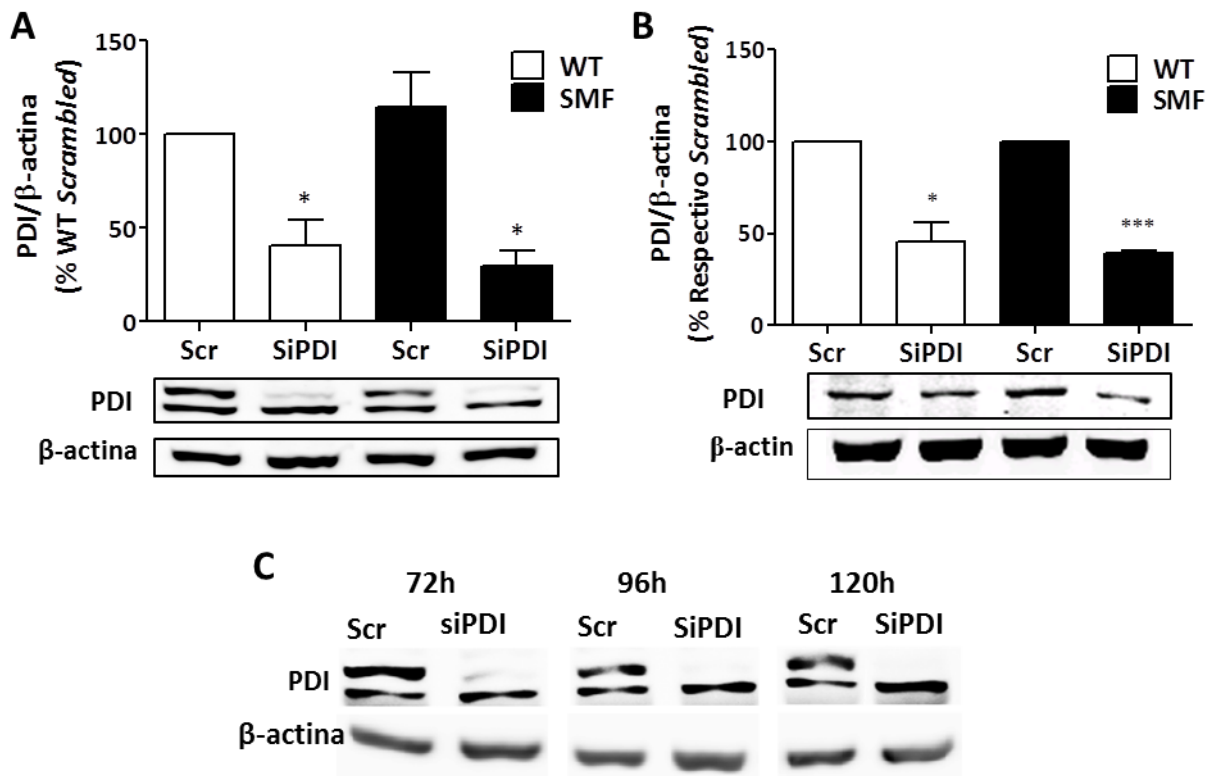 A
PDI/β-actina
(% WT Scrambled)
150
100
50
0
WT
SMF
*
*
Scr SiPDI Scr SiPDI
PDI
β-actina
B
PDI/β-actina
(% Respectivo Scrambled)
150
100
50
0
WT
SMF
*
***
Scr SiPDI Scr SiPDI
PDI
β-actin
C
72h 96h 120h
Scr siPDI Scr SiPDI Scr SiPDI
PDI
β-actina